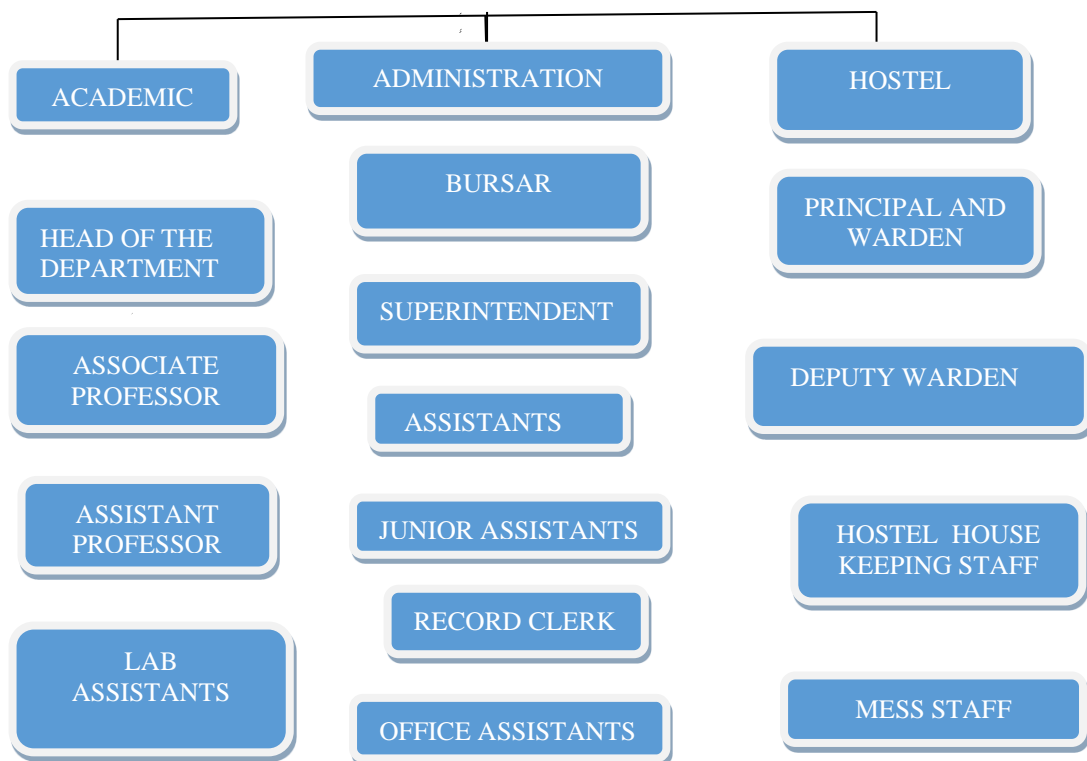 ACADEMIC
HEAD OF THE
DEPARTMENT
ASSOCIATE
PROFESSOR
ASSISTANT
PROFESSOR
LAB
ASSISTANTS
ADMINISTRATION
BURSAR
SUPERINTENDENT
ASSISTANTS
JUNIOR ASSISTANTS
RECORD CLERK
OFFICE ASSISTANTS
HOSTEL
PRINCIPAL AND
WARDEN
DEPUTY WARDEN
HOSTEL HOUSE
KEEPING STAFF
MESS STAFF